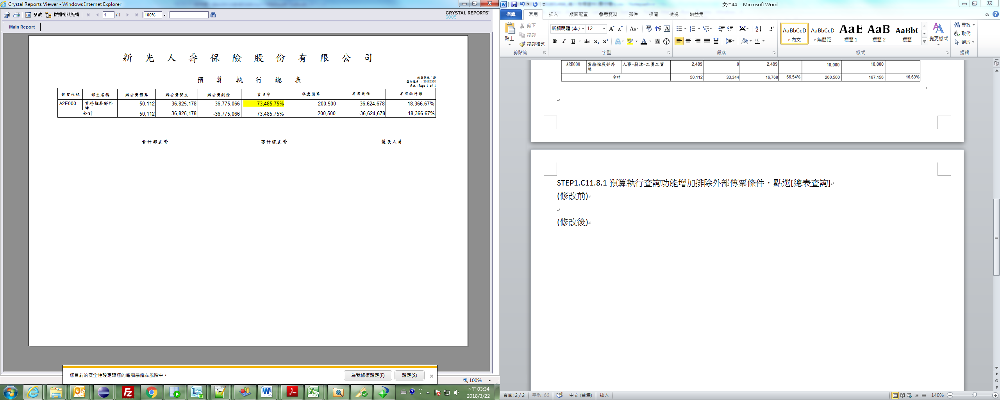 Crystal Reports Viewer - Windows Internet Explorer
參數 群組樹狀結構 1 / 1 100%
CRYSTAL REPORTS
2008
Main Report
新光人壽保險股份有限公司
預算執行總表
機密等級：密
查詢迄日 : 20180320
頁次 :Page 1 of 1
部室代號 部室名稱 辦公費預算 辦公費資支 辦公費剩餘 資支率 年度預算 年度剩餘 年度執行率
A2E000 業務推展部外埠 50,112 36,825,178 -36,775,066 73,485.75% 200,500 -36,624,678 18,366.67%
合計 50,112 36,825,178 -36,775,066 73,485.75% 200,500 -36,624,678 18,366.67%
會計部主管 審計課主管 製表人員
您目前的安全性設定讓您的電腦暴露在風險中。
為我修復設定(F) 設定(S)
100%
下午 03:34
2018/3/22
文件44 - Microsoft Word
檔案 常用 插入 版面配置 參考資料 郵件 校閱 檢視 增益集
貼上 剪下 複製 複製格式
新細明體 (本文 12
AaBbCcD AaBbCcD AaB AaB AaBb
內文 無間距 標題 1 標題 2 標題
變更樣式
尋找 取代 選取
剪貼簿 字型 段落 樣式 編輯
A2E000 業務推展部外埠 人事-薪津-工員工資 2,499 0 2,499 10,000 10,000
合計 50,112 33,344 16,768 66.54% 200,500 167,156 16.63%
STEP1.C11.8.1 預算執行查詢功能增加排除外部傳票條件，點選[總表查詢]
(修改前)
(修改後)
頁面: 2 / 2 字數: 66 中文 (台灣) 插入 140%